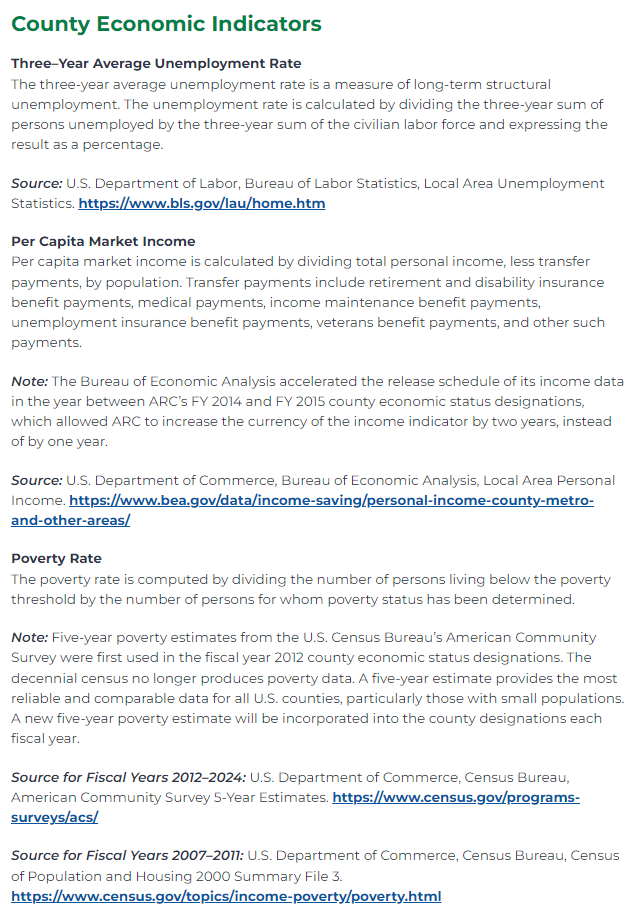 County Economic Indicators
Three–Year Average Unemployment Rate
The three-year average unemployment rate is a measure of long-term structural
unemployment. The unemployment rate is calculated by dividing the three-year sum of
persons unemployed by the three-year sum of the civilian labor force and expressing the
result as a percentage.
Source: U.S. Department of Labor, Bureau of Labor Statistics, Local Area Unemployment
Statistics. https://www.bls.gov/lau/home.htm
Per Capita Market Income
Per capita market income is calculated by dividing total personal income, less transfer
payments, by population. Transfer payments include retirement and disability insurance
benefit payments, medical payments, income maintenance benefit payments,
unemployment insurance benefit payments, veterans benefit payments, and other such
payments.
Note: The Bureau of Economic Analysis accelerated the release schedule of its income data
in the year between ARC’s FY 2014 and FY 2015 county economic status designations,
which allowed ARC to increase the currency of the income indicator by two years, instead
of by one year.
Source: U.S. Department of Commerce, Bureau of Economic Analysis, Local Area Personal
Income. https://www.bea.gov/data/income-saving/personal-income-county-metro-
and-other-areas/
Poverty Rate
The poverty rate is computed by dividing the number of persons living below the poverty
threshold by the number of persons for whom poverty status has been determined.
Note: Five-year poverty estimates from the U.S. Census Bureau’s American Community
Survey were first used in the fiscal year 2012 county economic status designations. The
decennial census no longer produces poverty data. A five-year estimate provides the most
reliable and comparable data for all U.S. counties, particularly those with small populations.
A new five-year poverty estimate will be incorporated into the county designations each
fiscal year.
Source for Fiscal Years 2012–2024: U.S. Department of Commerce, Census Bureau,
American Community Survey 5-Year Estimates. https://www.census.gov/programs-
surveys/acs/
Source for Fiscal Years 2007–2011: U.S. Department of Commerce, Census Bureau, Census
of Population and Housing 2000 Summary File 3.
https://www.census.gov/topics/income-poverty/poverty.html